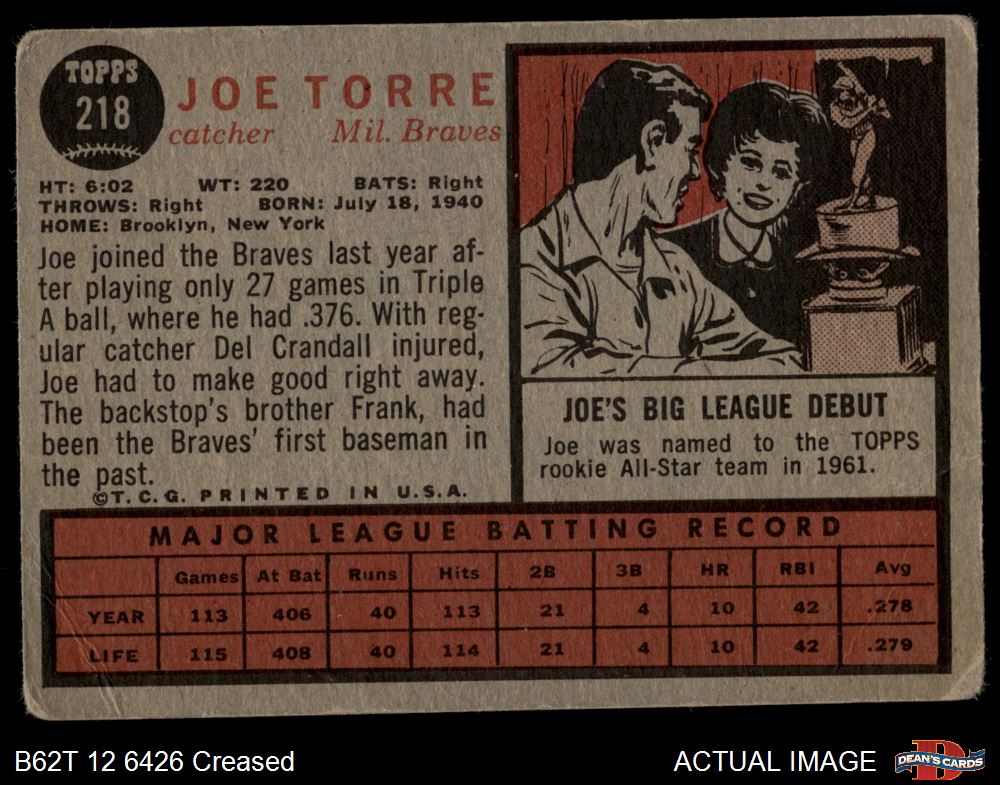 TOPPS
218
JOE TORRE
catcher Mil. Braves
HT: 6:02 WT: 220 BATS: Right
THROWS: Right BORN: July 18, 1940
HOME: Brooklyn, New York
Joe joined the Braves last year af-
ter playing only 27 games in Triple
A ball, where he had .376. With reg-
ular catcher Del Crandall injured,
Joe had to make good right away.
The backstop's brother Frank, had
been the Braves' first baseman in
the past.
©T.C.G. PRINTED IN U.S.A.
JOE'S BIG LEAGUE DEBUT
Joe was named to the TOPPS
rookie All-Star team in 1961.
MAJOR LEAGUE BATTING RECORD
Games At Bat Runs Hits 2B 3B HR RBI Avg
YEAR 113 406 40 113 21 4 10 42 .278
LIFE 115 408 40 114 21 4 10 42 .279
B62T 12 6426 Creased
ACTUAL IMAGE
D
DEAN'S CARDS